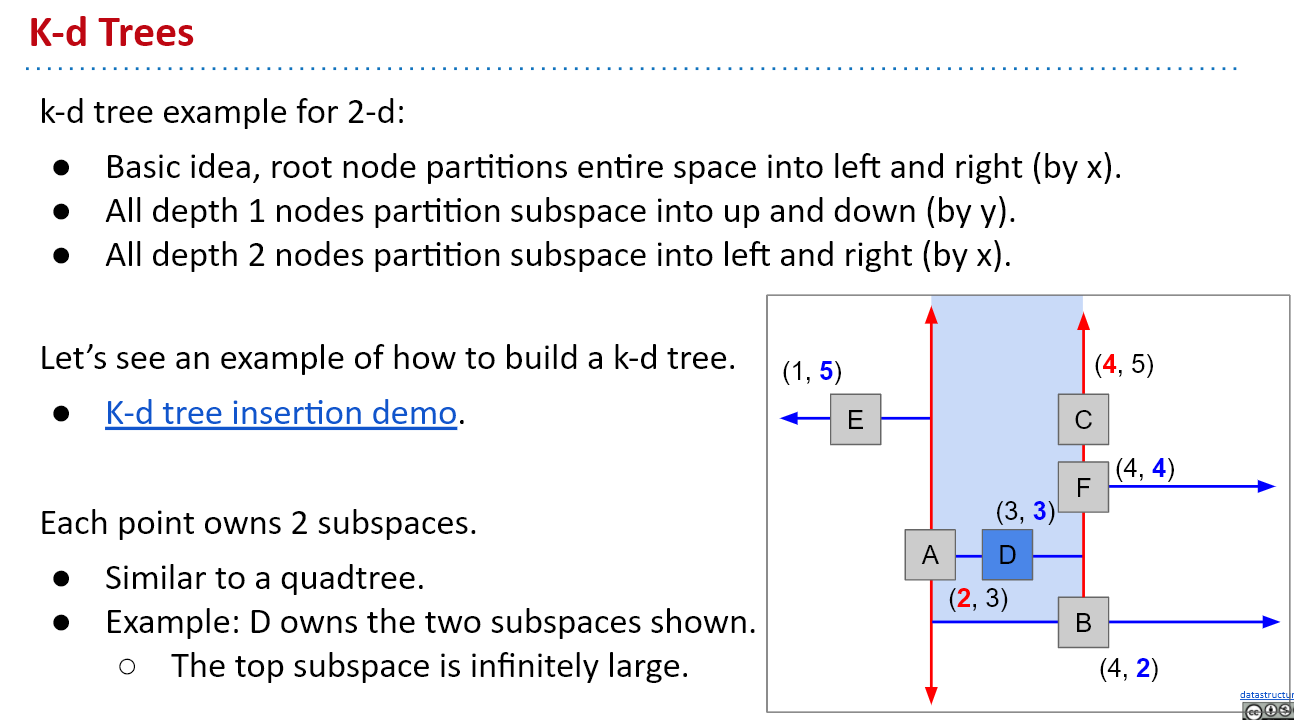 K-d Trees
k-d tree example for 2-d:
● Basic idea, root node partitions entire space into left and right (by x).
● All depth 1 nodes partition subspace into up and down (by y).
● All depth 2 nodes partition subspace into left and right (by x).
Let’s see an example of how to build a k-d tree.
● K-d tree insertion demo.
Each point owns 2 subspaces.
● Similar to a quadtree.
● Example: D owns the two subspaces shown.
○ The top subspace is infinitely large.
(1, 5)
(4, 5)
E
C
(4, 4)
F
(3, 3)
A
D
(2, 3)
B
(4, 2)
datastructur
cc